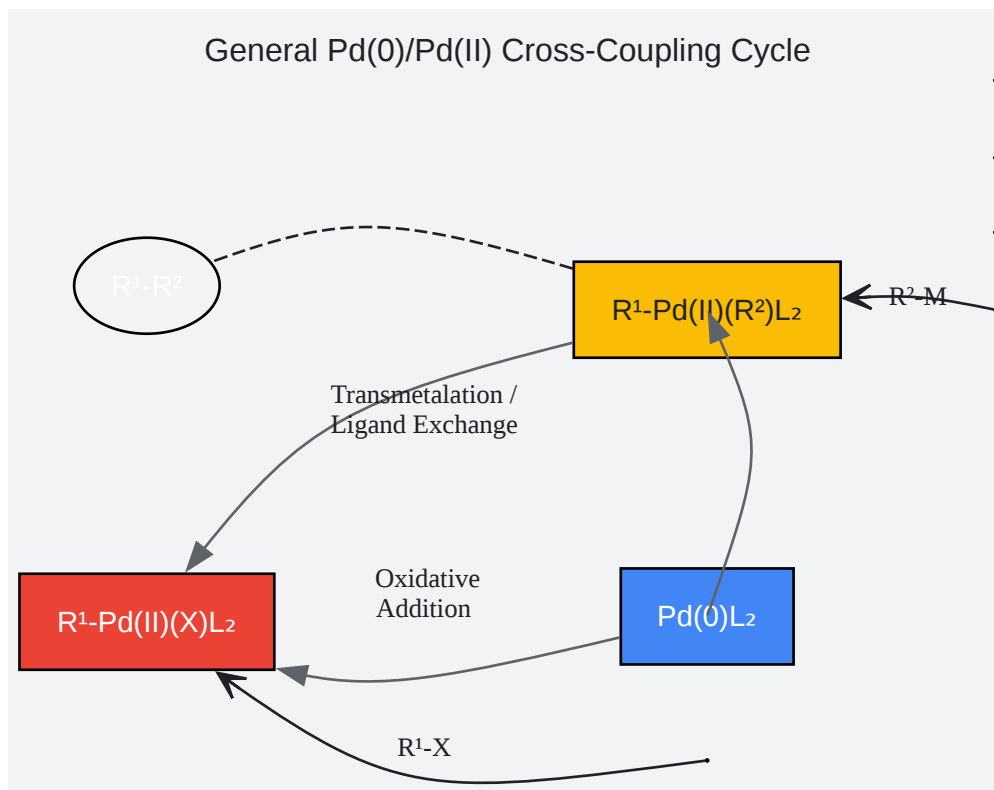 General Pd(0)/Pd(II) Cross-Coupling Cycle
R¹-R²
R¹-Pd(II)(R²)L₂
R²-M
Transmetalation /
Ligand Exchange
Oxidative
Addition
R¹-Pd(II)(X)L₂
Pd(0)L₂
R¹-X